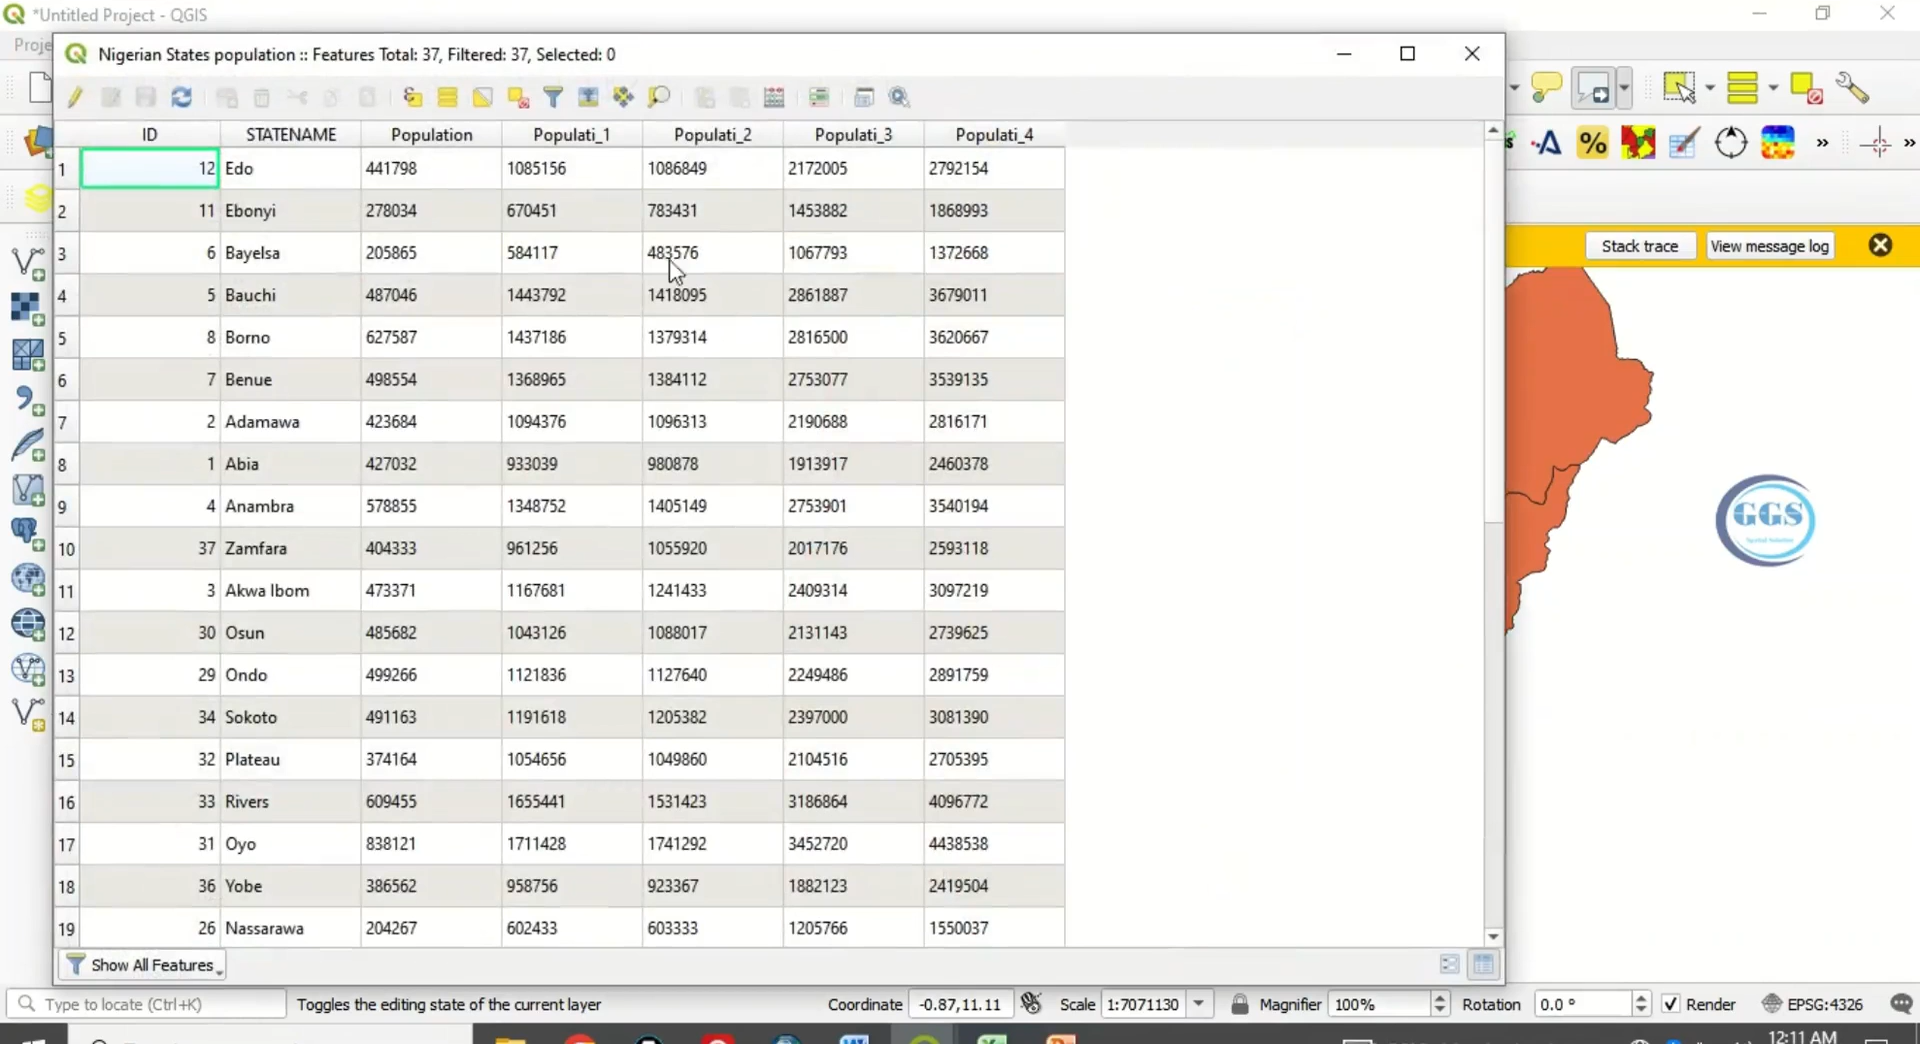 *Untitled Project - QGIS
Proje
Nigerian States population :: Features Total: 37, Filtered: 37, Selected: 0
ID STATENAME Population Populati_1 Populati_2 Populati_3 Populati_4
1 12 Edo 441798 1085156 1086849 2172005 2792154
2 11 Ebonyi 278034 670451 783431 1453882 1868993
3 6 Bayelsa 205865 584117 483576 1067793 1372668
Stack trace View message log
4 5 Bauchi 487046 1443792 1418095 2861887 3679011
5 8 Borno 627587 1437186 1379314 2816500 3620667
6 7 Benue 498554 1368965 1384112 2753077 3539135
7 2 Adamawa 423684 1094376 1096313 2190688 2816171
8 1 Abia 427032 933039 980878 1913917 2460378
9 4 Anambra 578855 1348752 1405149 2753901 3540194
GGS
10 37 Zamfara 404333 961256 1055920 2017176 2593118
11 3 Akwa Ibom 473371 1167681 1241433 2409314 3097219
12 30 Osun 485682 1043126 1088017 2131143 2739625
13 29 Ondo 499266 1121836 1127640 2249486 2891759
14 34 Sokoto 491163 1191618 1205382 2397000 3081390
15 32 Plateau 374164 1054656 1049860 2104516 2705395
16 33 Rivers 609455 1655441 1531423 3186864 4096772
17 31 Oyo 838121 1711428 1741292 3452720 4438538
18 36 Yobe 386562 958756 923367 1882123 2419504
19 26 Nassarawa 204267 602433 603333 1205766 1550037
Show All Features
Type to locate (Ctrl+K) Toggles the editing state of the current layer Coordinate -0.87,11.11 Scale 1:7071130 Magnifier 100% Rotation 0.0 ° Render EPSG:4326
12:11 AM